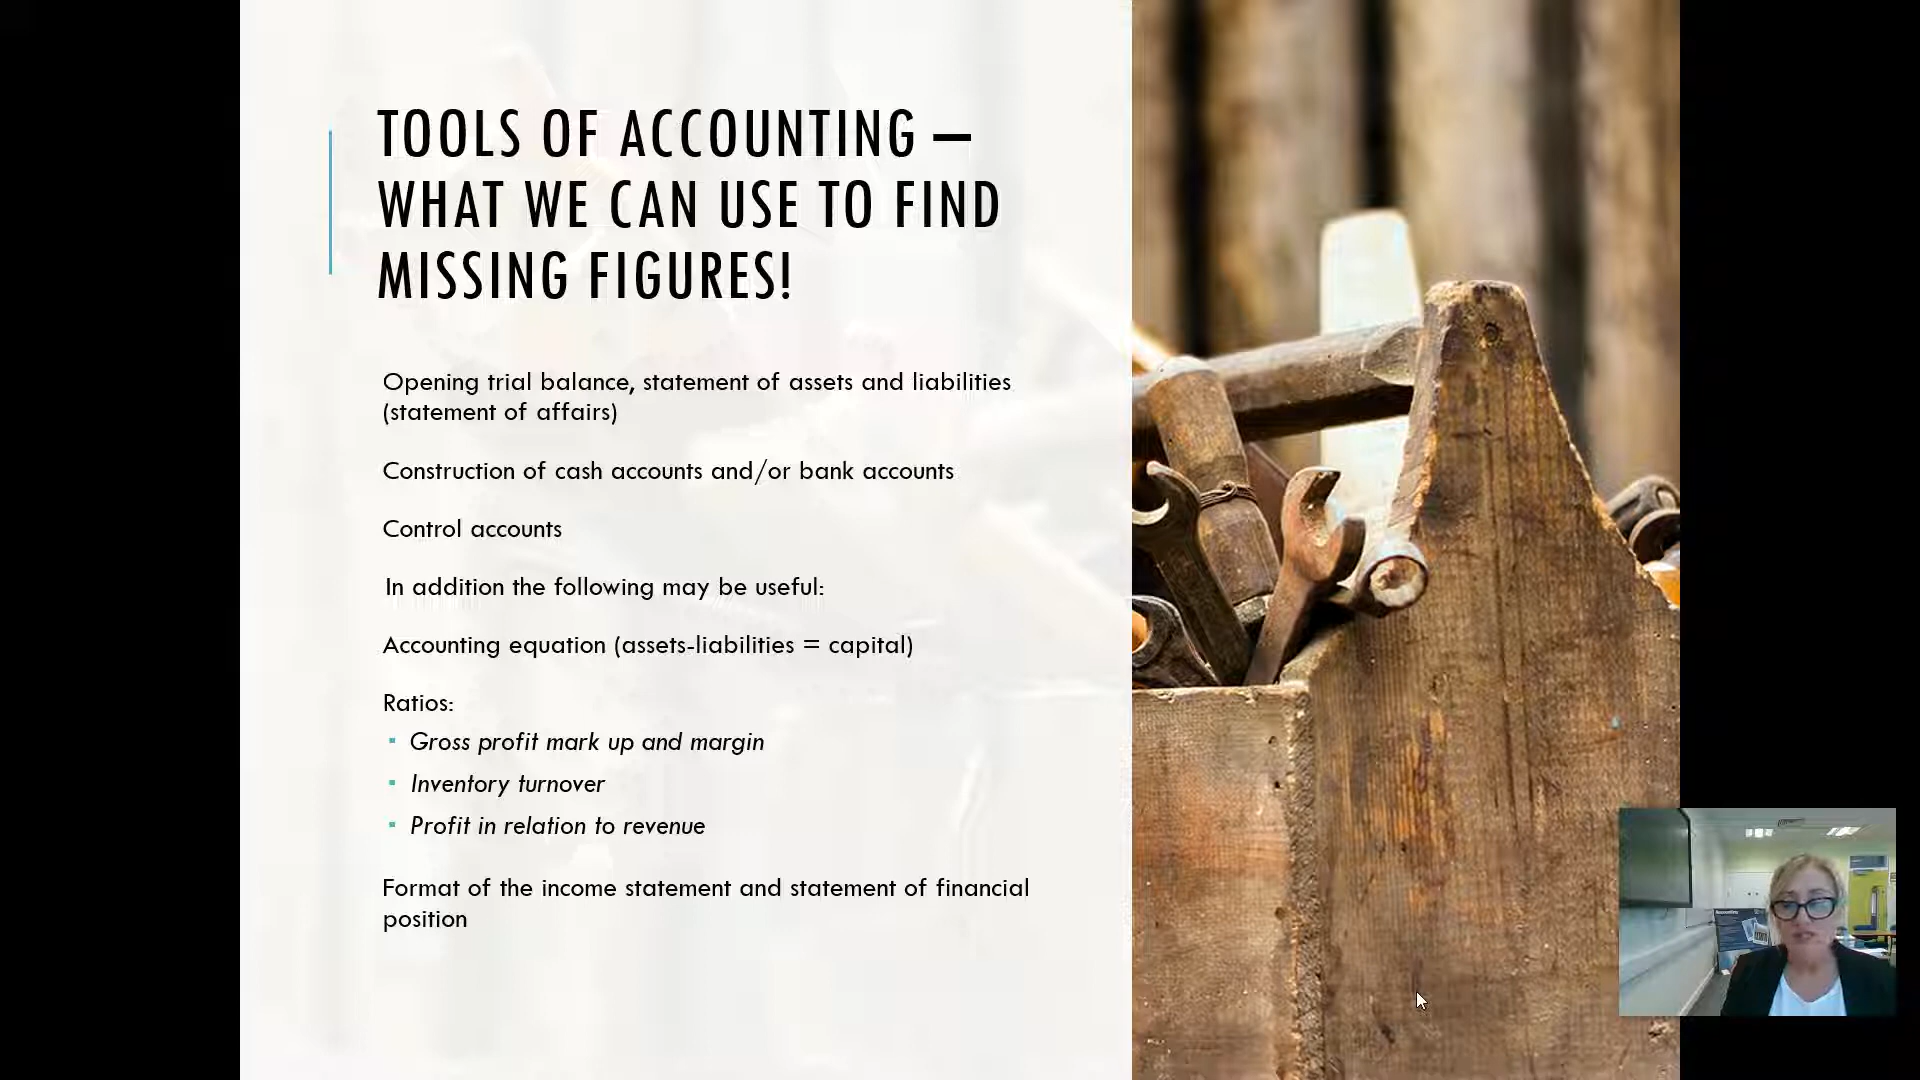 TOOLS OF ACCOUNTING –
WHAT WE CAN USE TO FIND
MISSING FIGURES!
Opening trial balance, statement of assets and liabilities
(statement of affairs)
Construction of cash accounts and/or bank accounts
Control accounts
In addition the following may be useful:
Accounting equation (assets-liabilities = capital)
Ratios:
▪ Gross profit mark up and margin
▪ Inventory turnover
▪ Profit in relation to revenue
Format of the income statement and statement of financial
position
Accounting